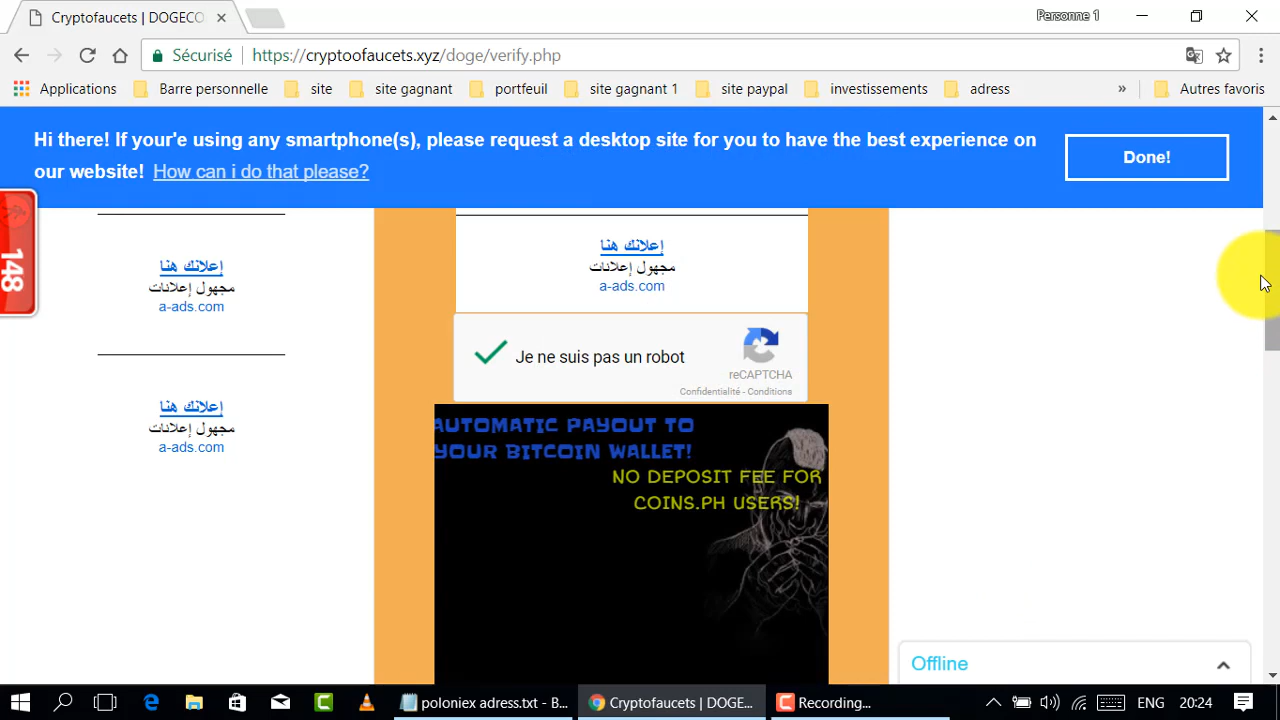 Cryptofaucets | DOGECO
Personne 1
Sécurisé
https://cryptoofaucets.xyz/doge/verify.php
Applications
Barre personnelle
site
site gagnant
portfeuil
site gagnant 1
site paypal
investissements
adress
»
Autres favoris
Hi there! If your'e using any smartphone(s), please request a desktop site for you to have the best experience on
our website! How can i do that please?
Done!
148
إعلانك هنا
مجهول إعلانات
a-ads.com
إعلانك هنا
مجهول إعلانات
a-ads.com
إعلانك هنا
مجهول إعلانات
a-ads.com
Je ne suis pas un robot
reCAPTCHA
Confidentialité - Conditions
AUTOMATIC PAYOUT TO
YOUR BITCOIN WALLET!
NO DEPOSIT FEE FOR
COINS.PH USERS!
Offline
poloniex adress.txt - B...
Cryptofaucets | DOGE...
Recording...
ENG
20:24